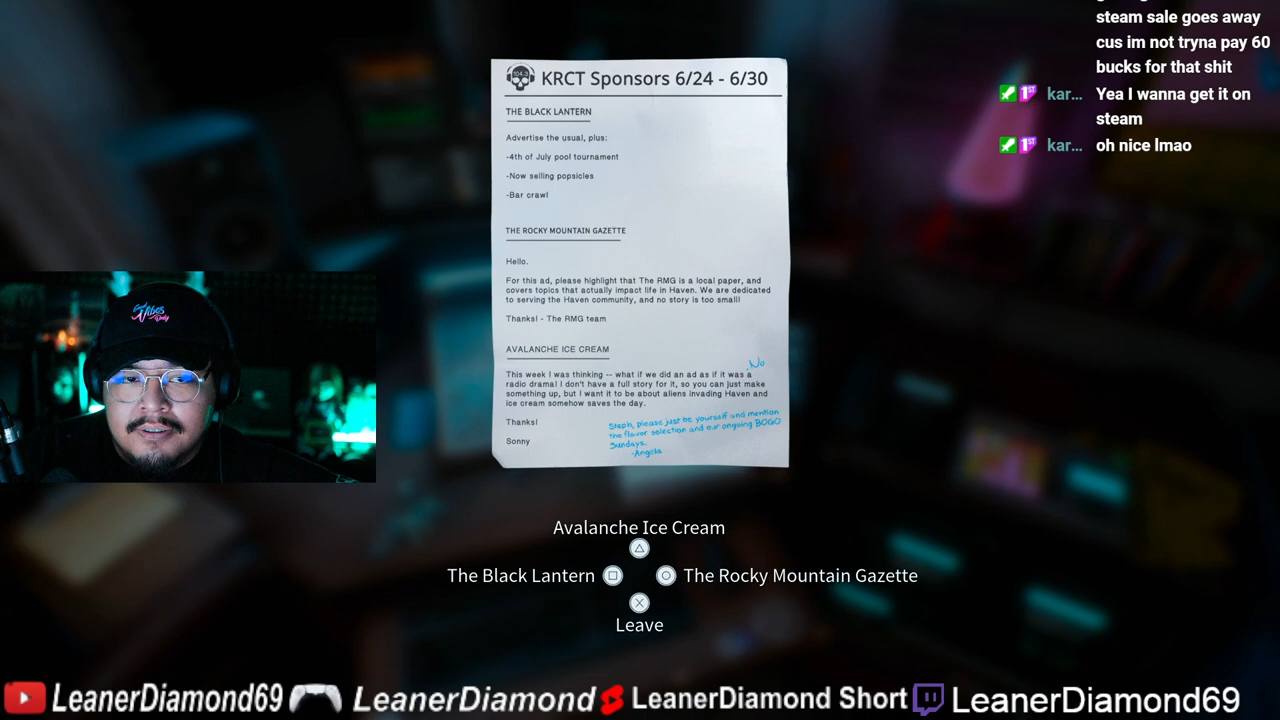 steam sale goes away
cus im not tryna pay 60
bucks for that shit
kar... Yea I wanna get it on
steam
kar... oh nice lmao
KRCT Sponsors 6/24 - 6/30
THE BLACK LANTERN
Advertise the usual, plus:
-4th of July pool tournament
-Now selling popsicles
-Bar crawl
THE ROCKY MOUNTAIN GAZETTE
Hello.
For this ad, please highlight that The RMG is a local paper, and
covers topics that actually impact life in Haven. We are dedicated
to serving the Haven community, and no story is too small!
Thanks! - The RMG team
AVALANCHE ICE CREAM
No
This week I was thinking -- what if we did an ad as if it was a
radio drama! I don't have a full story for it, so you can just make
something up, but I want it to be about aliens invading Haven and
ice cream somehow saves the day.
Thanks!
Sonny
Steph, please just be yourself and mention
the flavor selection and our ongoing BOGO
Sundays.
-Angela
Vibes
Only
Avalanche Ice Cream
The Black Lantern
The Rocky Mountain Gazette
Leave
LeanerDiamond69 LeanerDiamond LeanerDiamond Short LeanerDiamond69